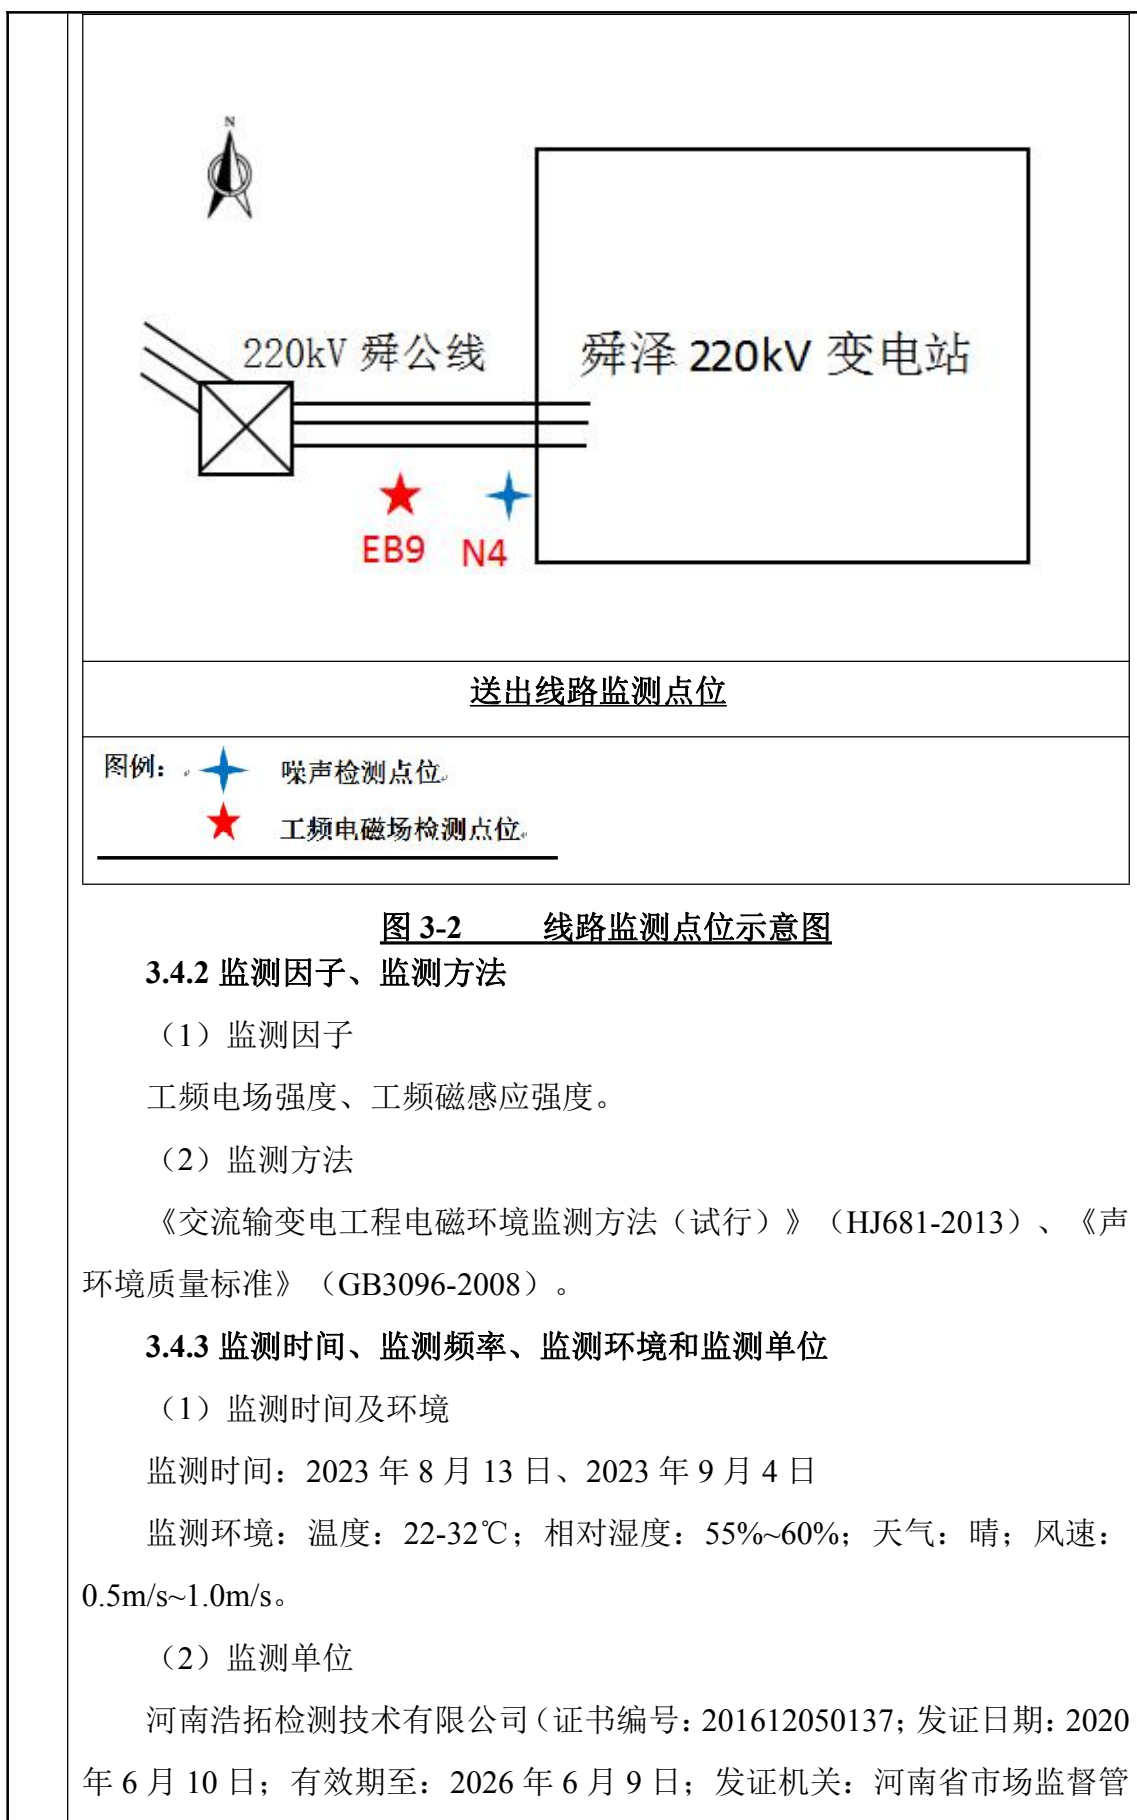 N
220kV 舜公线
舜泽 220kV 变电站
EB9
N4
送出线路监测点位
图例：
噪声检测点位
工频电磁场检测点位
图 3-2 线路监测点位示意图
3.4.2 监测因子、监测方法
（1）监测因子
工频电场强度、工频磁感应强度。
（2）监测方法
《交流输变电工程电磁环境监测方法（试行）》（HJ681-2013）、《声
环境质量标准》（GB3096-2008）。
3.4.3 监测时间、监测频率、监测环境和监测单位
（1）监测时间及环境
监测时间：2023 年 8 月 13 日、2023 年 9 月 4 日
监测环境：温度：22-32℃；相对湿度：55%~60%；天气：晴；风速：
0.5m/s~1.0m/s。
（2）监测单位
河南浩拓检测技术有限公司（证书编号：201612050137；发证日期：2020
年 6 月 10 日；有效期至：2026 年 6 月 9 日；发证机关：河南省市场监督管